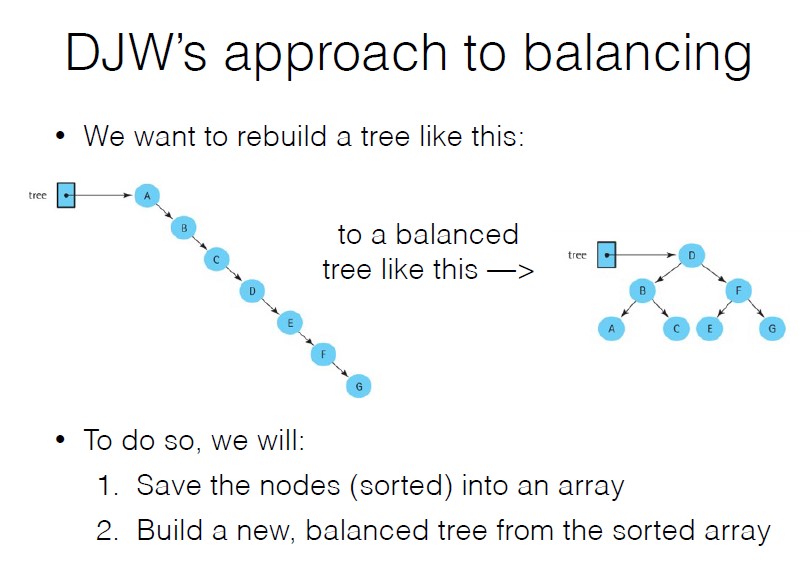 DJW's approach to balancing
• We want to rebuild a tree like this:
tree
A
B
C
D
E
F
G
to a balanced
tree like this —>
tree
D
B
F
A
C
E
G
• To do so, we will:
1. Save the nodes (sorted) into an array
2. Build a new, balanced tree from the sorted array